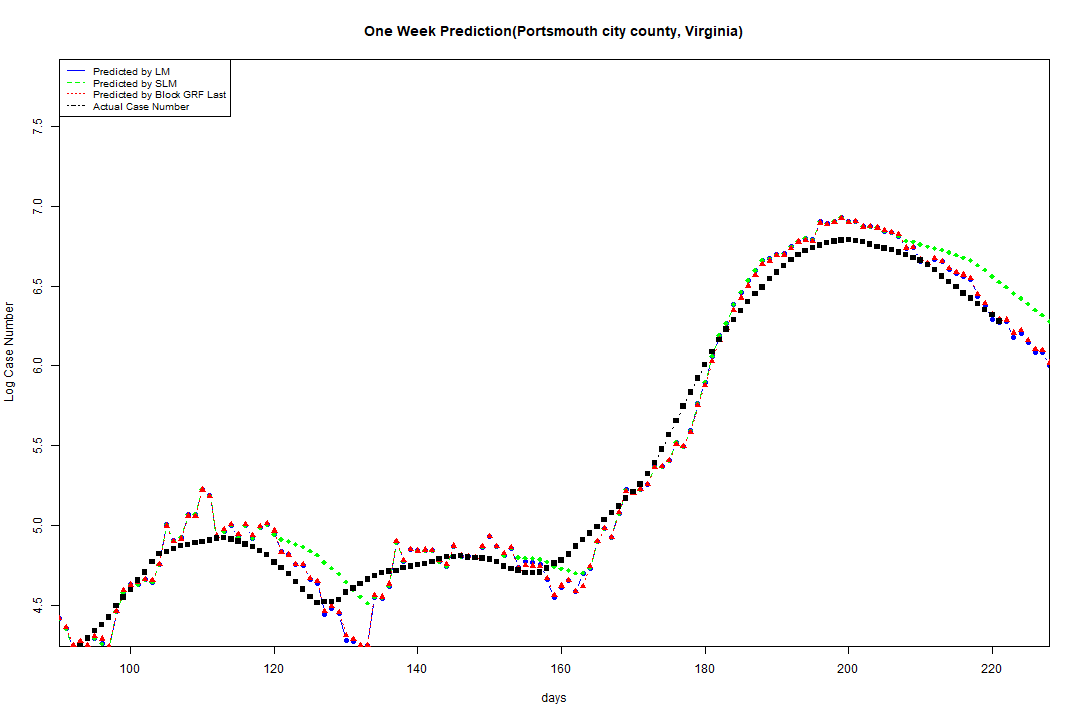 One Week Prediction(Portsmouth city county, Virginia)
Predicted by LM
Predicted by SLM
Predicted by Block GRF Last
Actual Case Number
7.5
7.0
6.5
6.0
5.5
5.0
4.5
Log Case Number
100 120 140 160 180 200 220
days